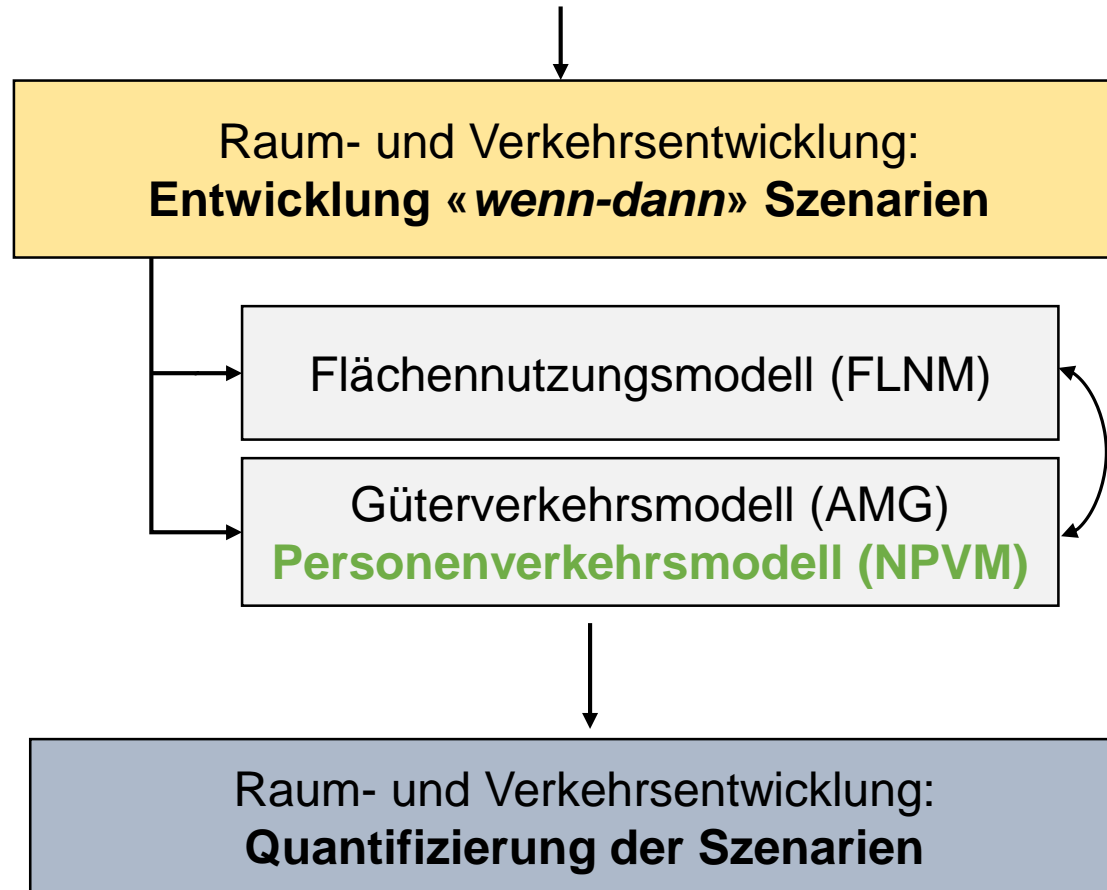 Raum- und Verkehrsentwicklung:
Entwicklung «wenn-dann» Szenarien
Flächennutzungsmodell (FLNM)
Güterverkehrsmodell (AMG)
Personenverkehrsmodell (NPVM)
Raum- und Verkehrsentwicklung:
Quantifizierung der Szenarien